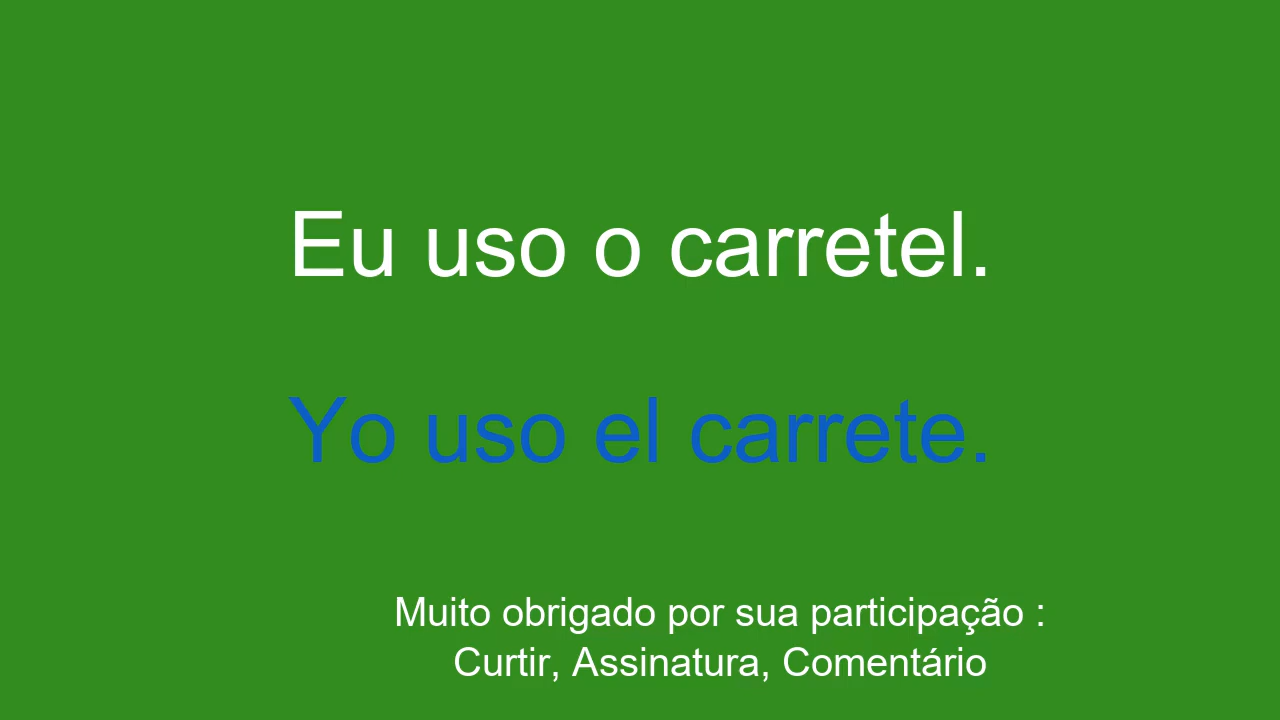 Eu uso o carretel.
Yo uso el carrete.
Muito obrigado por sua participação :
Curtir, Assinatura, Comentário